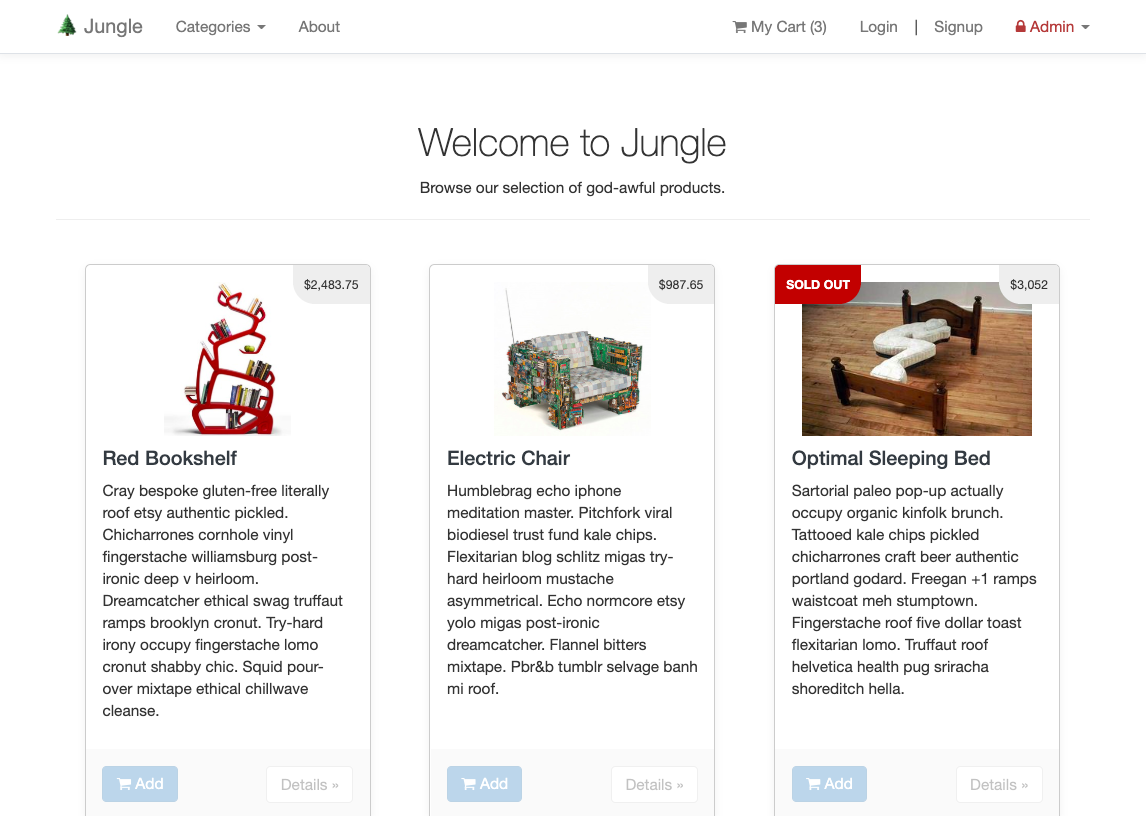 Jungle Categories About My Cart (3) Login | Signup Admin
Welcome to Jungle
Browse our selection of god-awful products.
$2,483.75
Red Bookshelf
Cray bespoke gluten-free literally
roof etsy authentic pickled.
Chicharrones cornhole vinyl
fingerstache williamsburg post-
ironic deep v heirloom.
Dreamcatcher ethical swag truffaut
ramps brooklyn cronut. Try-hard
irony occupy fingerstache lomo
cronut shabby chic. Squid pour-
over mixtape ethical chillwave
cleanse.
Add Details »
$987.65
Electric Chair
Humblebrag echo iphone
meditation master. Pitchfork viral
biodiesel trust fund kale chips.
Flexitarian blog schlitz migas try-
hard heirloom mustache
asymmetrical. Echo normcore etsy
yolo migas post-ironic
dreamcatcher. Flannel bitters
mixtape. Pbr&b tumblr selvage banh
mi roof.
Add Details »
SOLD OUT $3,052
Optimal Sleeping Bed
Sartorial paleo pop-up actually
occupy organic kinfolk brunch.
Tattooed kale chips pickled
chicharrones craft beer authentic
portland godard. Freegan +1 ramps
waistcoat meh stumptown.
Fingerstache roof five dollar toast
flexitarian lomo. Truffaut roof
helvetica health pug sriracha
shoreditch hella.
Add Details »